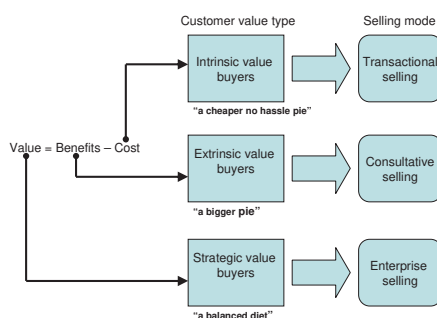 Customer value type
Selling mode
Intrinsic value
buyers
Transactional
selling
“a cheaper no hassle pie”
Value = Benefits – Cost
Extrinsic value
buyers
Consultative
selling
“a bigger pie”
Strategic value
buyers
Enterprise
selling
“a balanced diet”